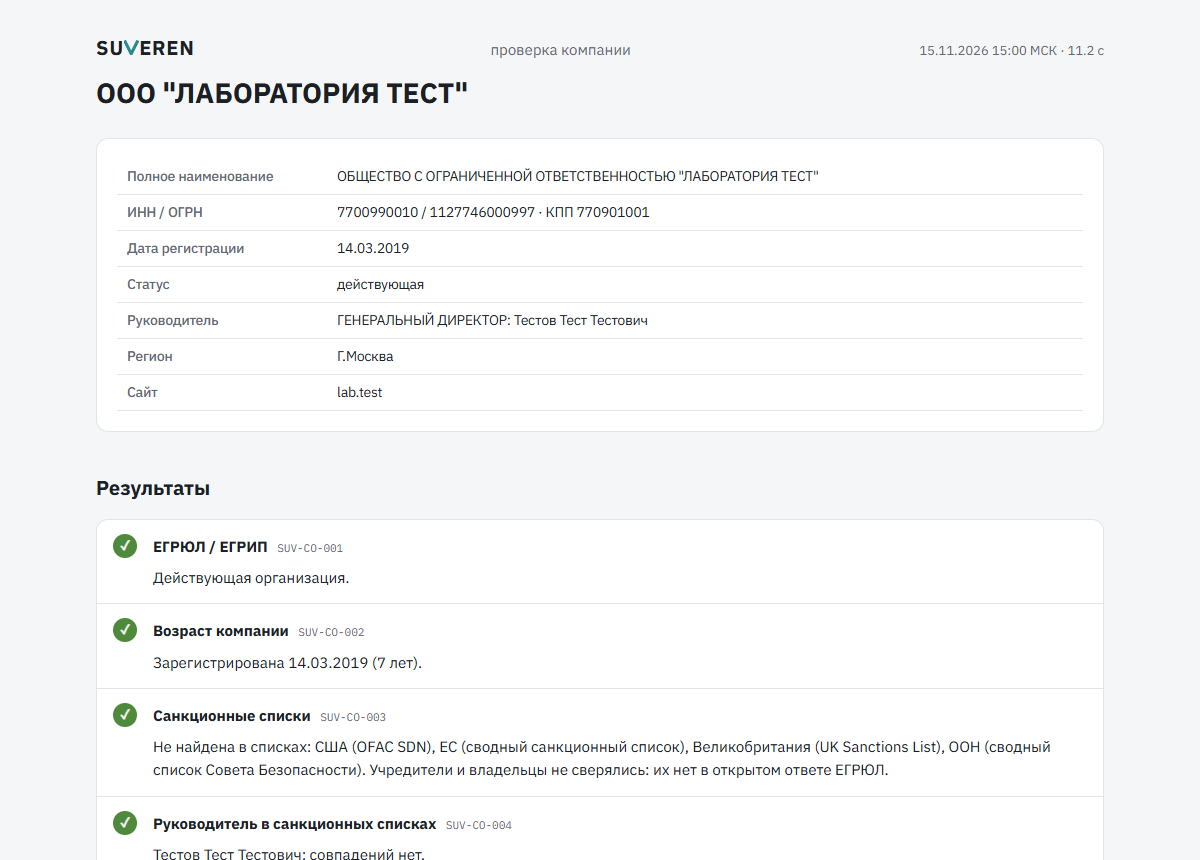 SUVEREN
проверка компании
15.11.2026 15:00 МСК · 11.2 с
ООО "ЛАБОРАТОРИЯ ТЕСТ"
Полное наименование ОБЩЕСТВО С ОГРАНИЧЕННОЙ ОТВЕТСТВЕННОСТЬЮ "ЛАБОРАТОРИЯ ТЕСТ"
ИНН / ОГРН 7700990010 / 1127746000997 · КПП 770901001
Дата регистрации 14.03.2019
Статус действующая
Руководитель ГЕНЕРАЛЬНЫЙ ДИРЕКТОР: Тестов Тест Тестович
Регион Г.Москва
Сайт lab.test
Результаты
ЕГРЮЛ / ЕГРИП SUV-CO-001
Действующая организация.
Возраст компании SUV-CO-002
Зарегистрирована 14.03.2019 (7 лет).
Санкционные списки SUV-CO-003
Не найдена в списках: США (OFAC SDN), ЕС (сводный санкционный список), Великобритания (UK Sanctions List), ООН (сводный
список Совета Безопасности). Учредители и владельцы не сверялись: их нет в открытом ответе ЕГРЮЛ.
Руководитель в санкционных списках SUV-CO-004
Тестов Тест Тестович: совпадений нет.